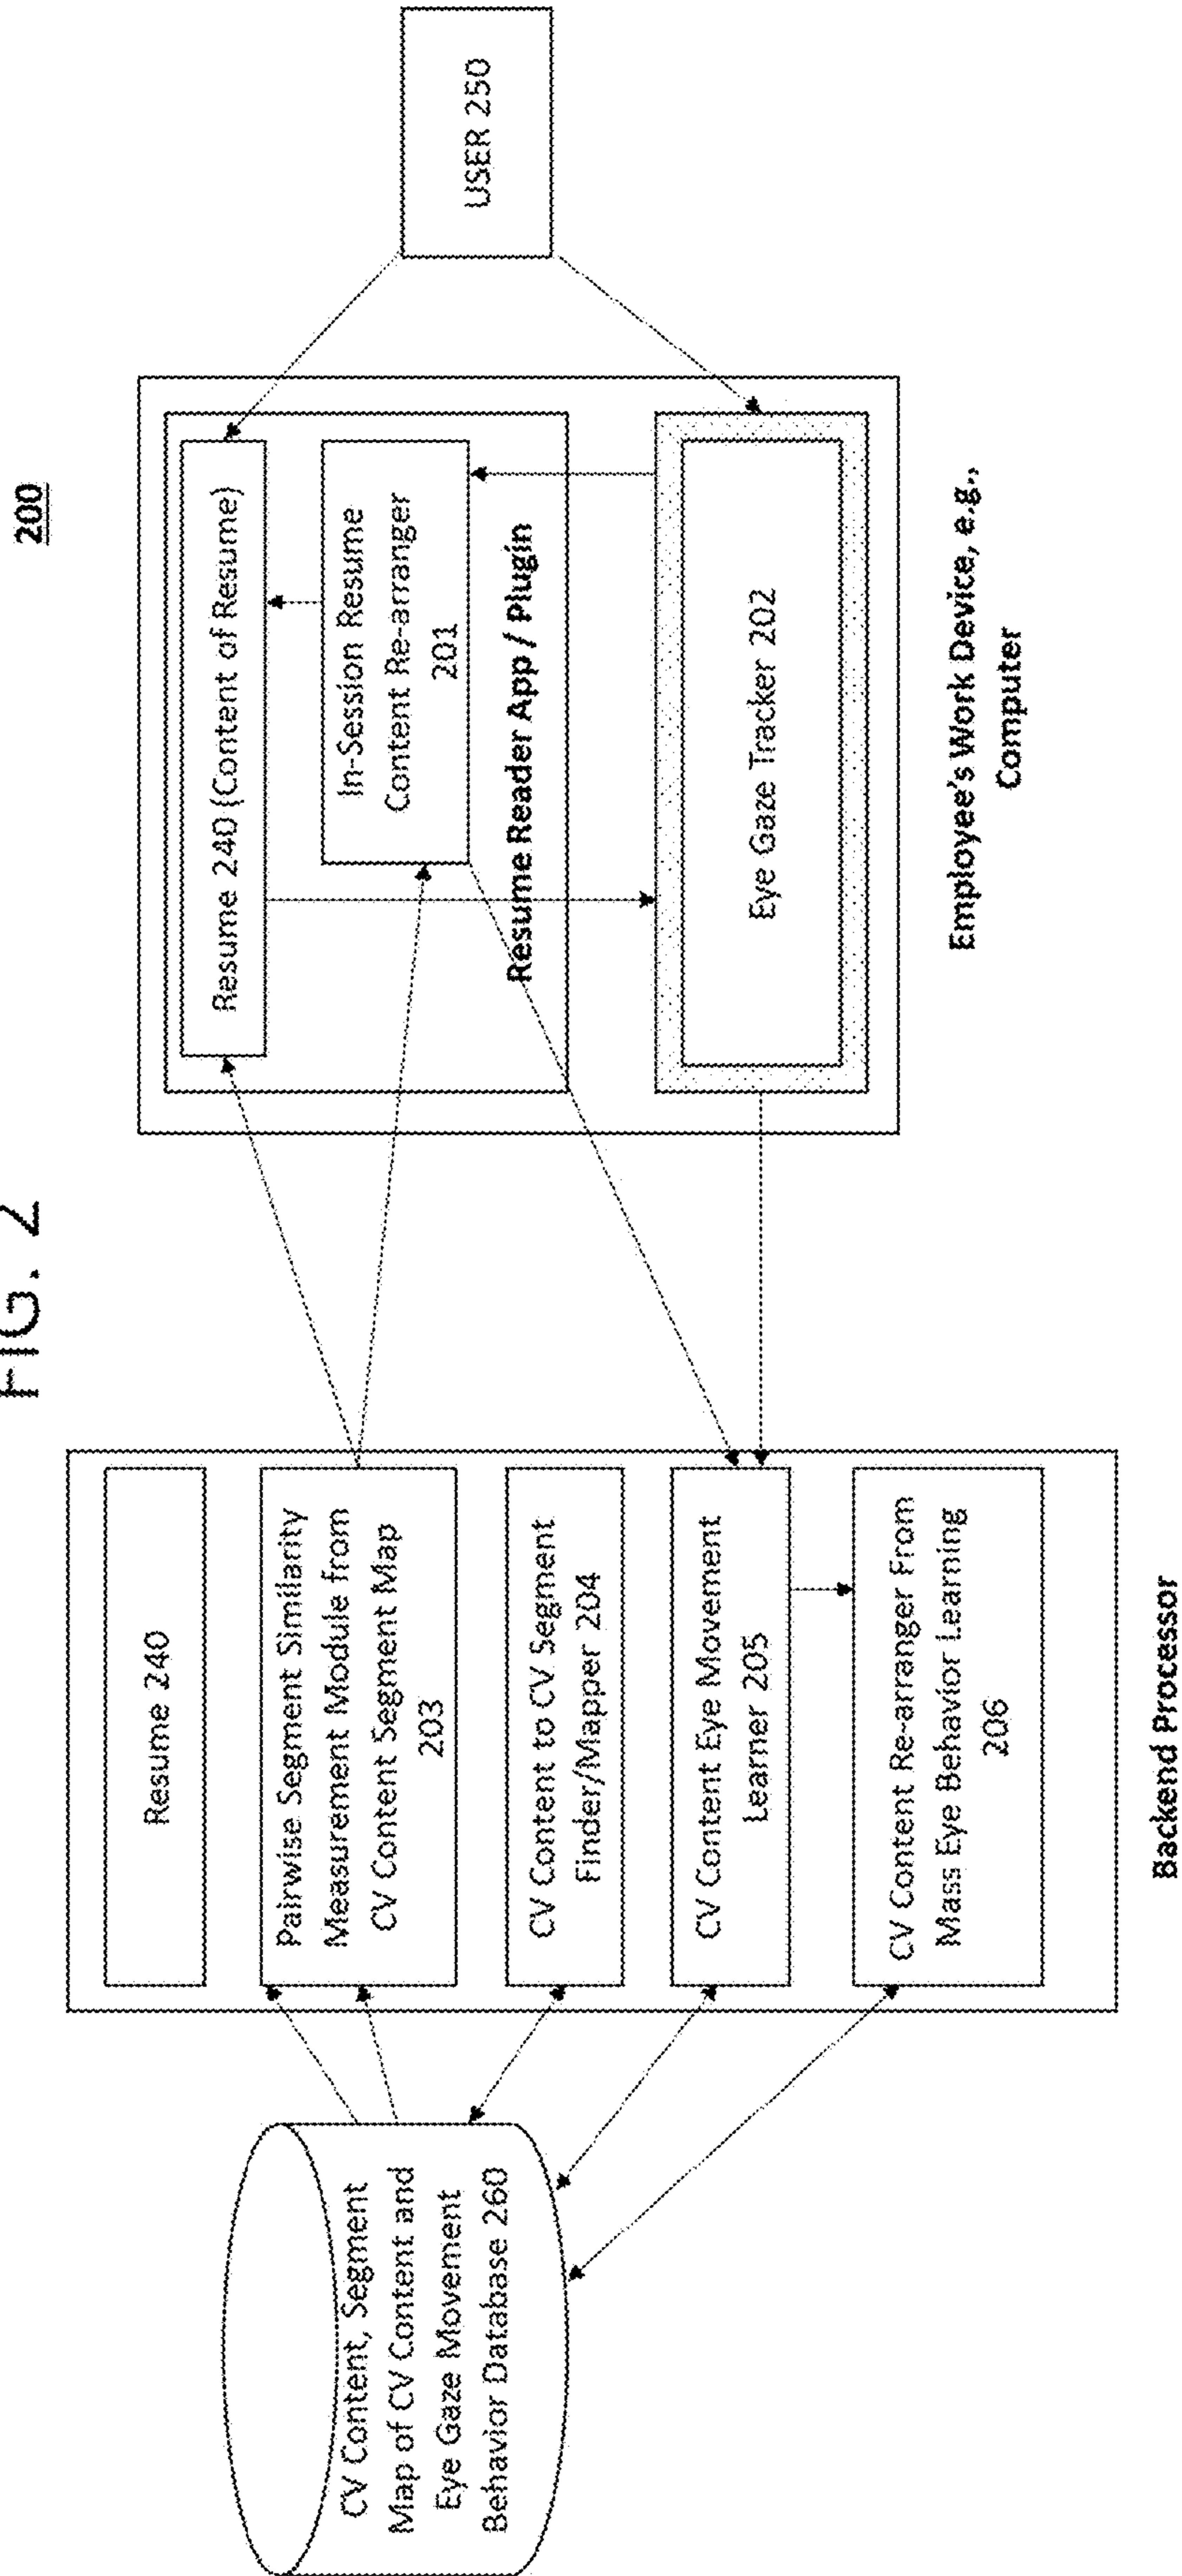 FIG. 2
200
CV Content, Segment
Map of CV Content and
Eye Gaze Movement
Behavior Database 260
Resume 240
Pairwise Segment Similarity
Measurement Module from
CV Content Segment Map
203
CV Content to CV Segment
Finder/Mapper 204
CV Content Eye Movement
Learner 205
CV Content Re-arranger From
Mass Eye Behavior Learning
206
Backend Processor
Resume 240 (Content of Resume)
In-Session Resume
Content Re-arranger
201
Resume Reader App / Plugin
Eye Gaze Tracker 202
Employee's Work Device, e.g.,
Computer
USER 250